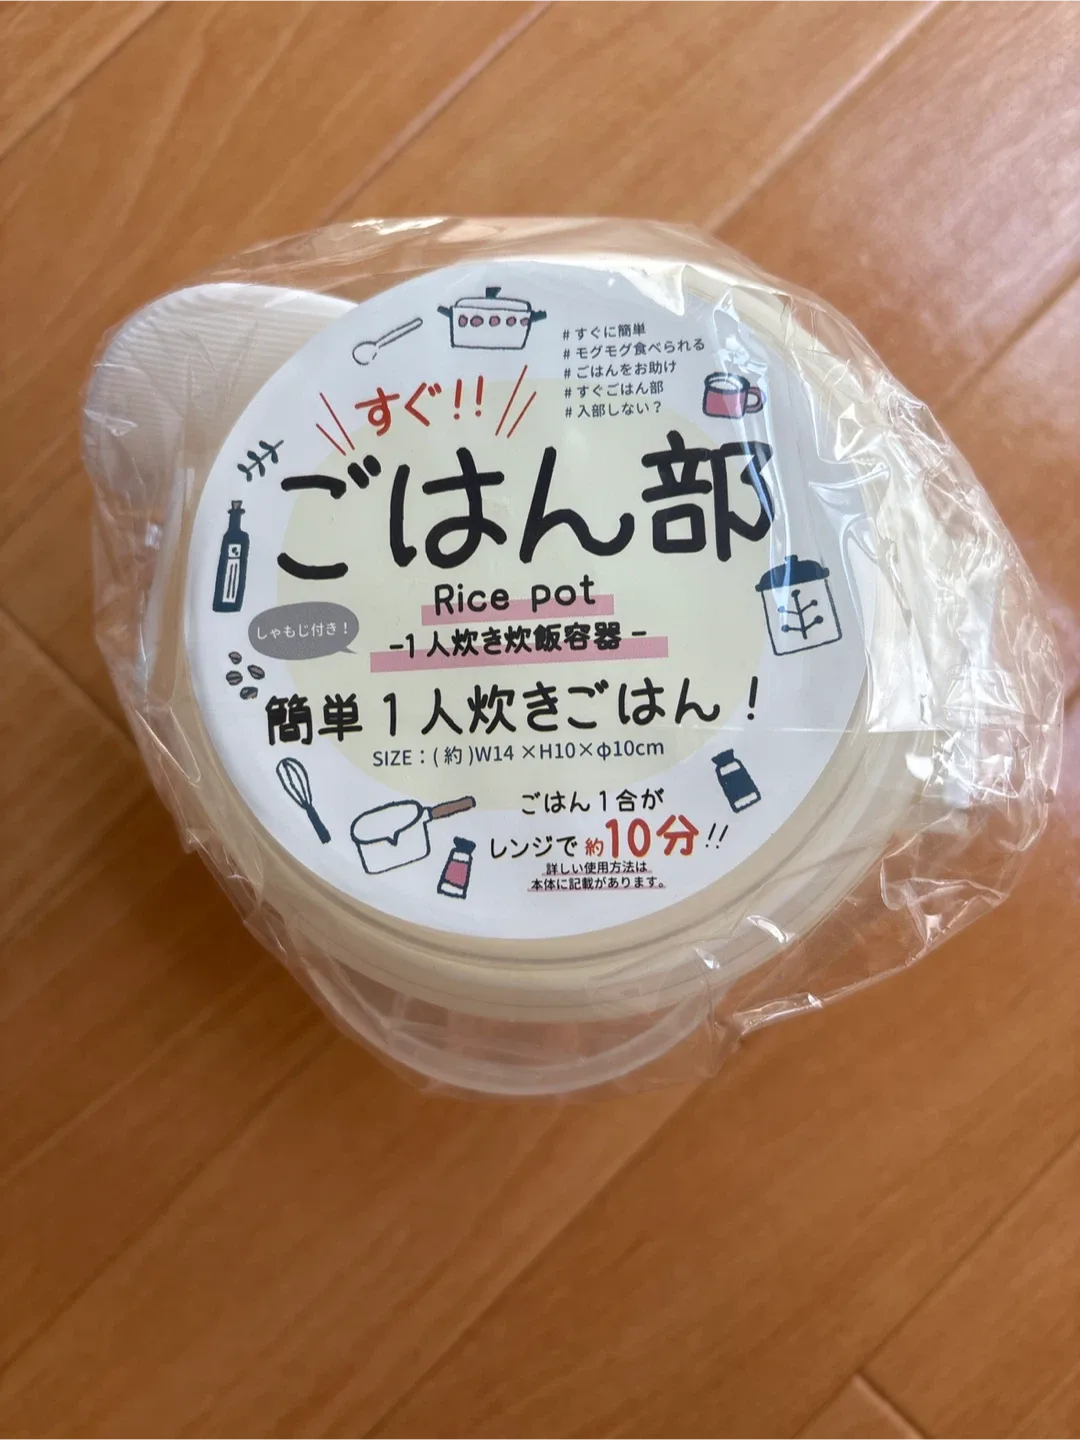 #すぐに簡単
#モグモグ食べられる
#ごはんをお助け
#すぐごはん部
#入部しない？
すぐ!!
ごはん部
Rice pot
-1人炊き炊飯容器-
しゃもじ付き！
簡単1人炊きごはん！
SIZE：(約)W14×H10×φ10cm
ごはん1合が
レンジで約10分!!
詳しい使用方法は
本体に記載があります。